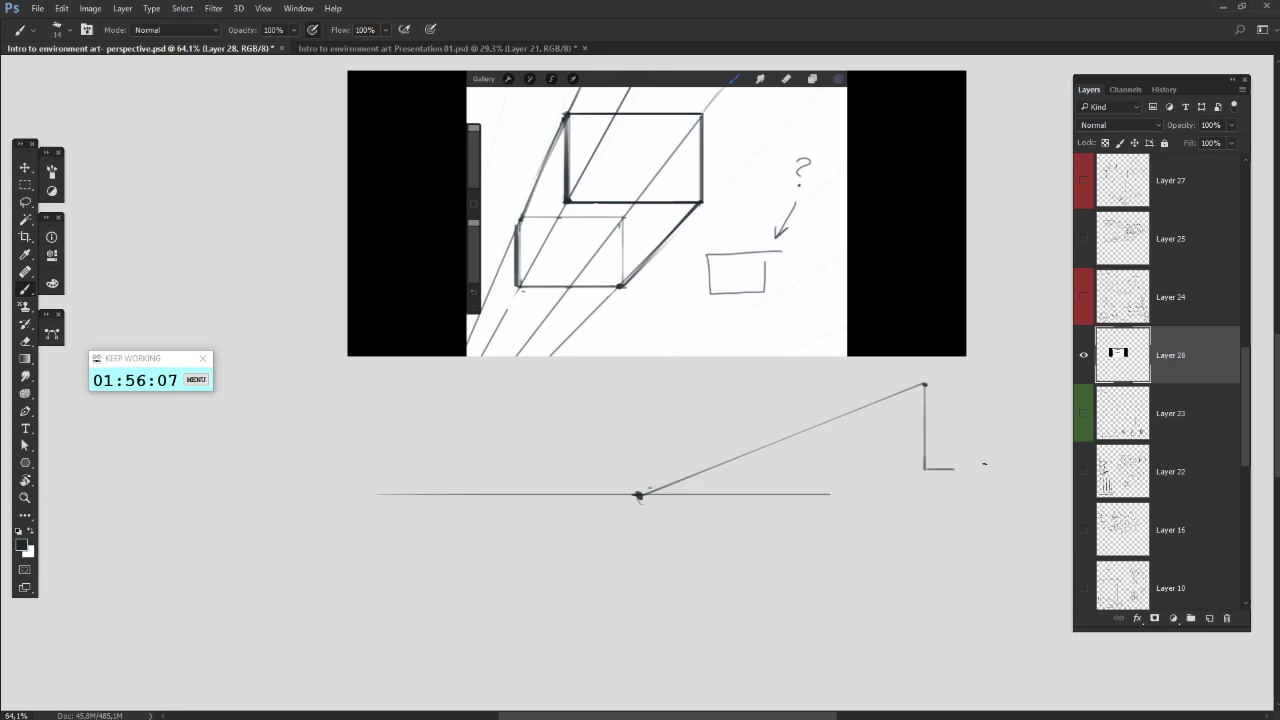 Ps File Edit Image Layer Type Select Filter 3D View Window Help
14 Mode: Normal Opacity: 100% Flow: 100%
Intro to environment art- perspective.psd @ 64,1% (Layer 28, RGB/8) * × Intro to environment art Presentation 01.psd @ 29,3% (Layer 21, RGB/8) * ×
Gallery
?
KEEP WORKING
01:56:07 MENU
Layers Channels History
Kind
Normal Opacity: 100%
Lock: Fill: 100%
Layer 27
Layer 25
Layer 24
Layer 28
Layer 23
Layer 22
Layer 16
Layer 10
fx
64,1% Doc: 45,8M/485,1M